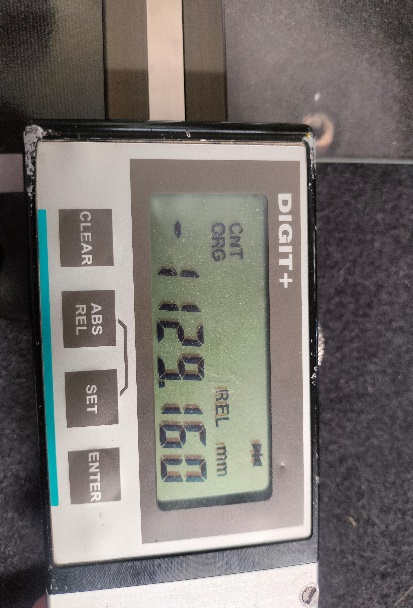 DIGIT+
CNT
ORG
REL mm
-1129.160
CLEAR
ABS
REL
SET
ENTER